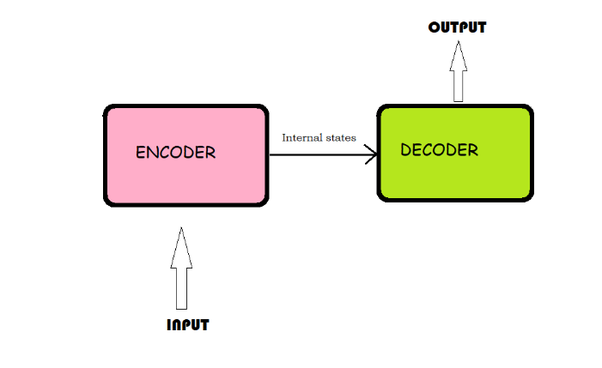 OUTPUT
Internal states
ENCODER
DECODER
INPUT